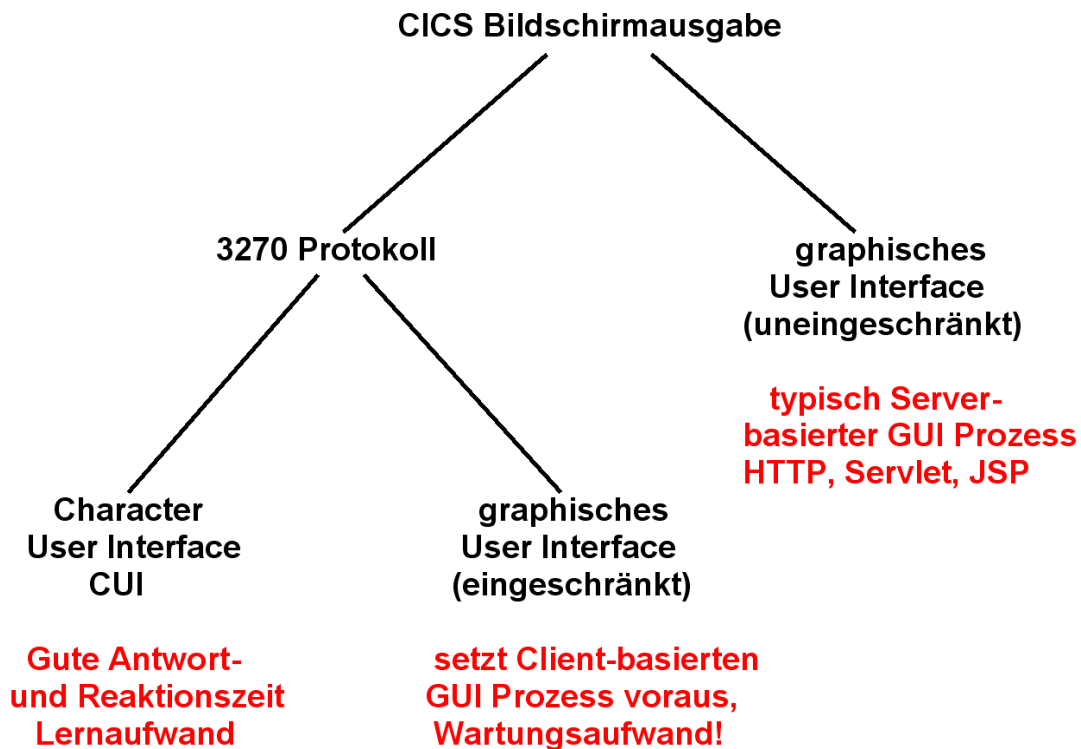 CICS Bildschirmausgabe
3270 Protokoll
graphisches
User Interface
(uneingeschränkt)
typisch Server-
basierter GUI Prozess
HTTP, Servlet, JSP
Character
User Interface
CUI
Gute Antwort-
und Reaktionszeit
Lernaufwand
graphisches
User Interface
(eingeschränkt)
setzt Client-basierten
GUI Prozess voraus,
Wartungsaufwand!